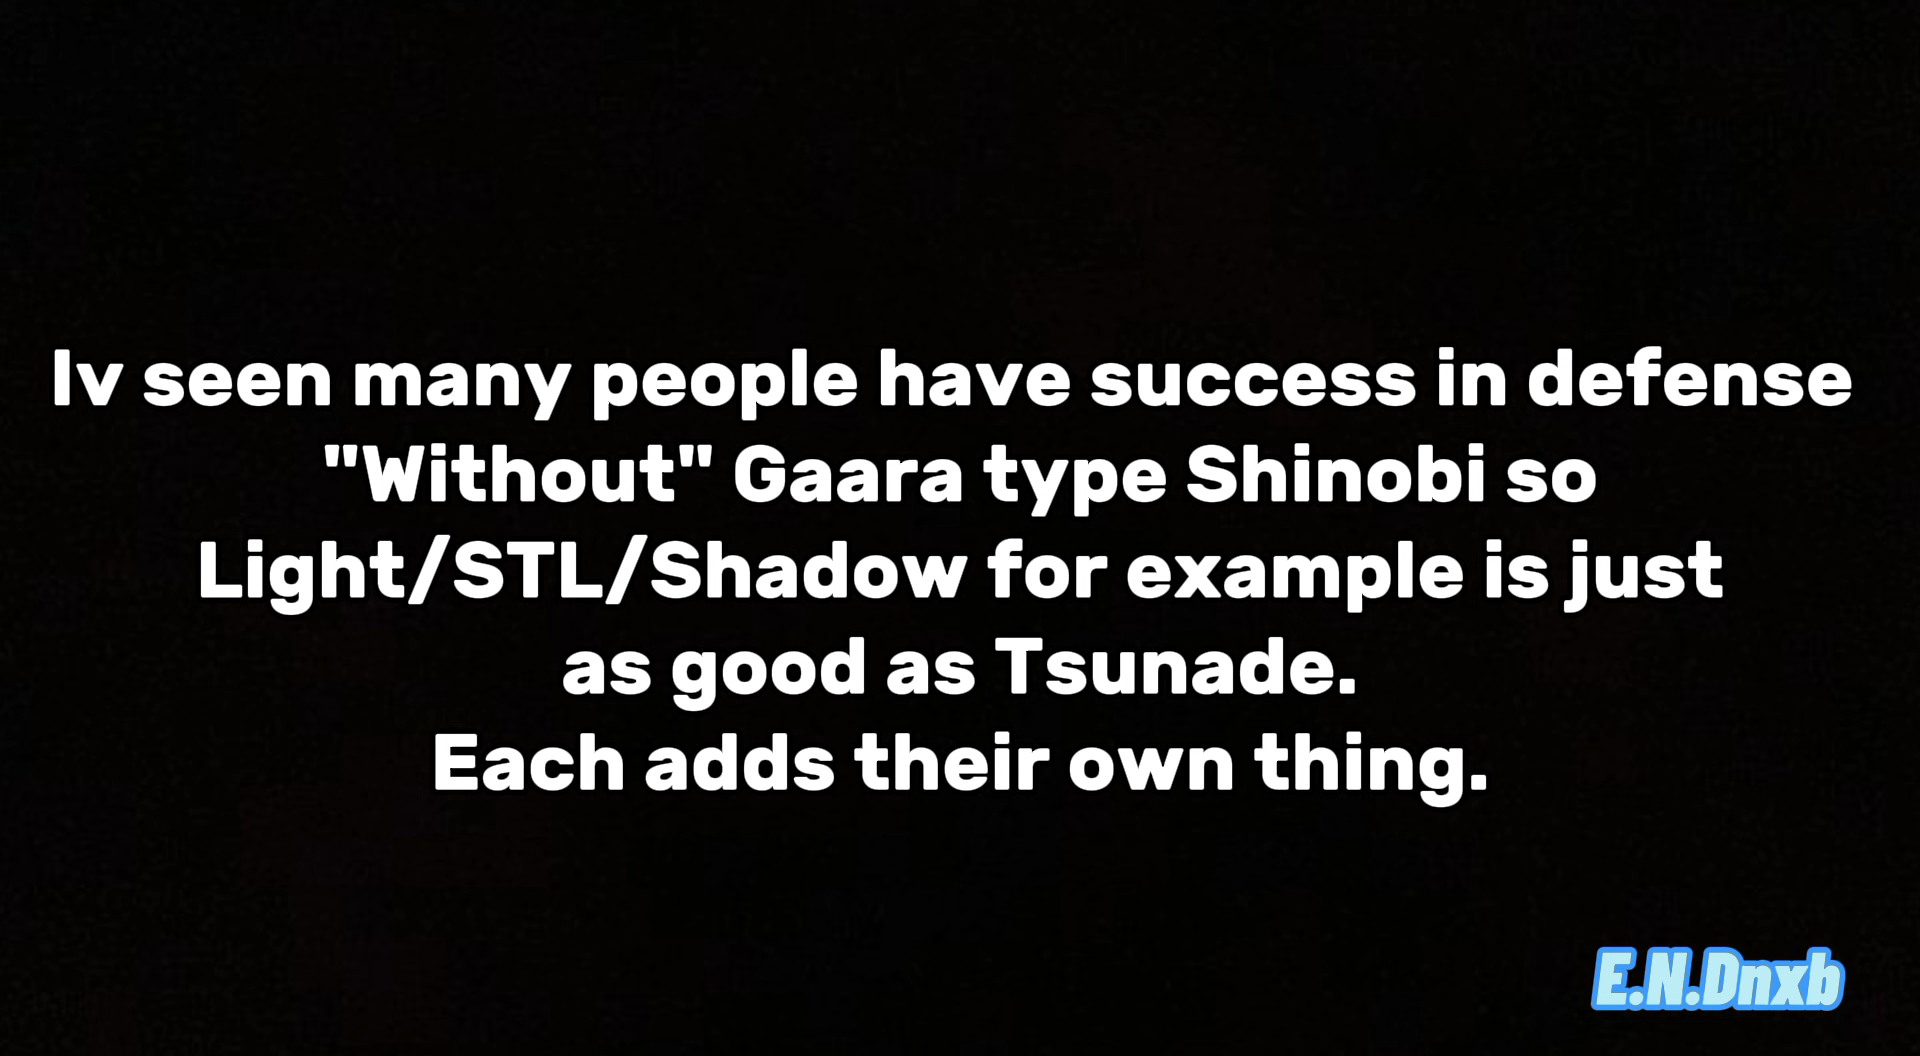 Iv seen many people have success in defense
"Without" Gaara type Shinobi so
Light/STL/Shadow for example is just
as good as Tsunade.
Each adds their own thing.
E.N.Dnxb